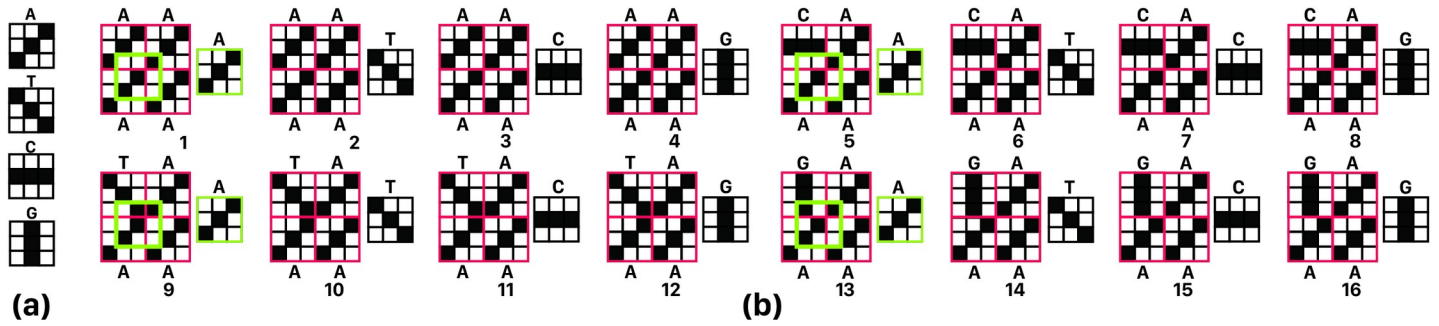 A
T
C
G
(a)
A A A A A A A A C A C A C A C A
A T C G A T C G
A A A A A A A A A A A A A A A A
1 2 3 4 5 6 7 8
T A T A T A T A G A G A G A G A
A T C G A T C G
A A A A A A A A A A A A A A A A
9 10 11 12 13 14 15 16
(b)